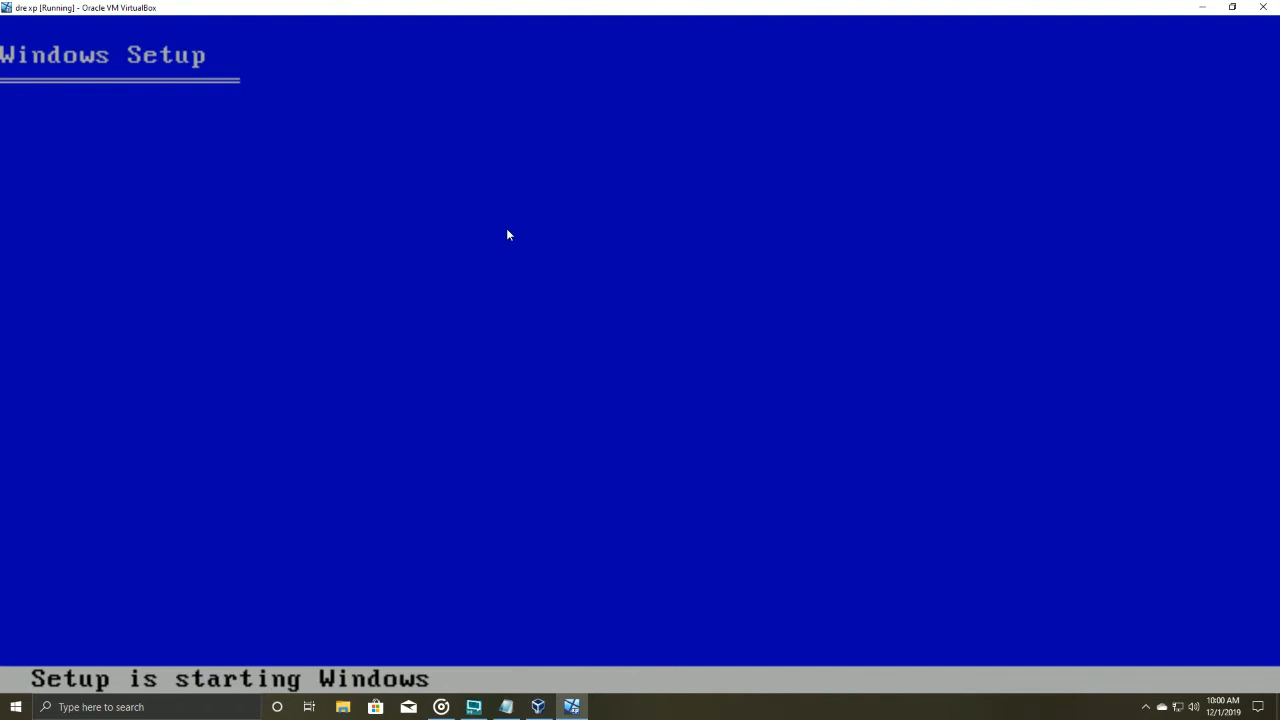 dre xp [Running] - Oracle VM VirtualBox
Windows Setup
Setup is starting Windows
Type here to search
10:00 AM
12/1/2019